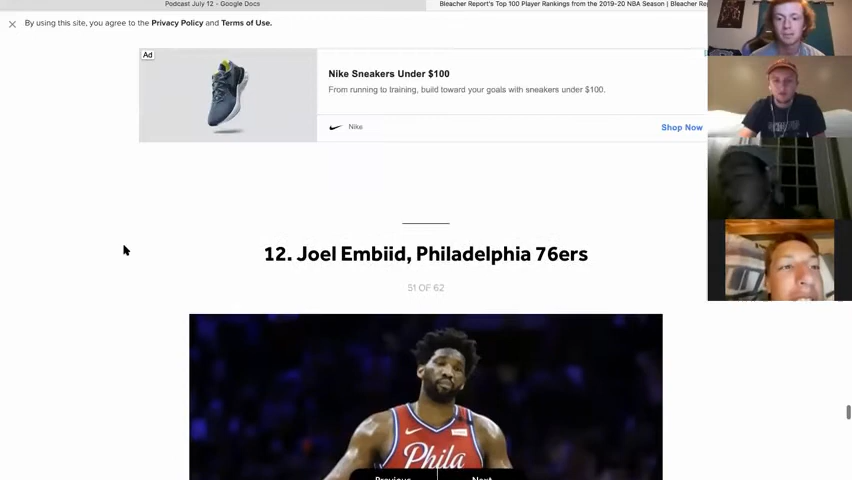 Podcast July 12 - Google Docs
Bleacher Report's Top 100 Player Rankings from the 2019-20 NBA Season | Bleacher Rep
By using this site, you agree to the Privacy Policy and Terms of Use.
Ad
Nike Sneakers Under $100
From running to training, build toward your goals with sneakers under $100.
Nike
Shop Now
12. Joel Embiid, Philadelphia 76ers
51 OF 62
Phila
Previous
Next